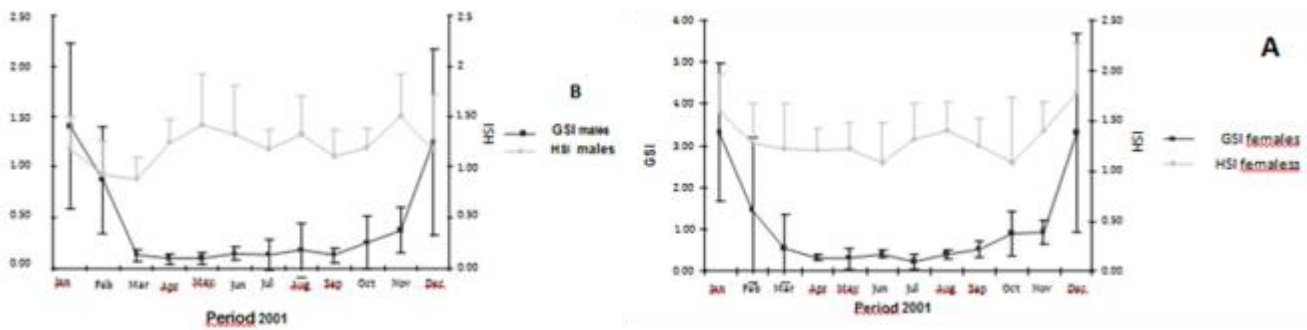 2.50
2.00
1.50
1.00
0.50
0.00
2.5
2
1.50
1.00
0.50
0.00
HSI
B
GSI males
HSI males
Jan Feb Mar Apr May Jun Jul Aug Sep Oct Nov Dec.
Period 2001
6.00
5.00
4.00
3.00
2.00
1.00
0.00
GSI
2.50
2.00
1.50
1.00
0.50
0.00
HSI
A
GSI females
HSI femaless
Jan Feb Mar Apr May Jun Jul Aug Sep Oct Nov Dec.
Period 2001